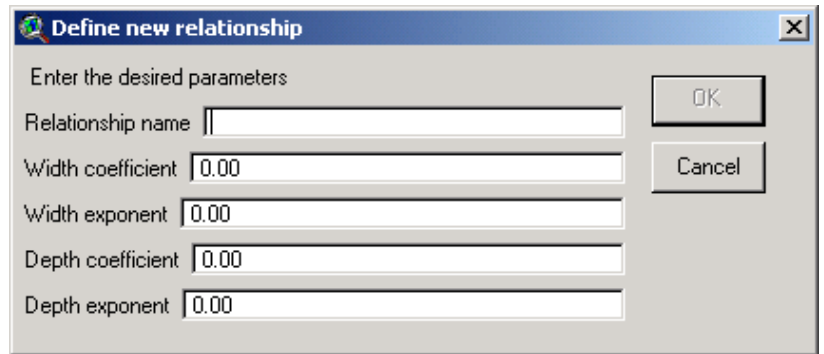 Define new relationship
Enter the desired parameters
OK
Relationship name
Cancel
Width coefficient 0.00
Width exponent 0.00
Depth coefficient 0.00
Depth exponent 0.00